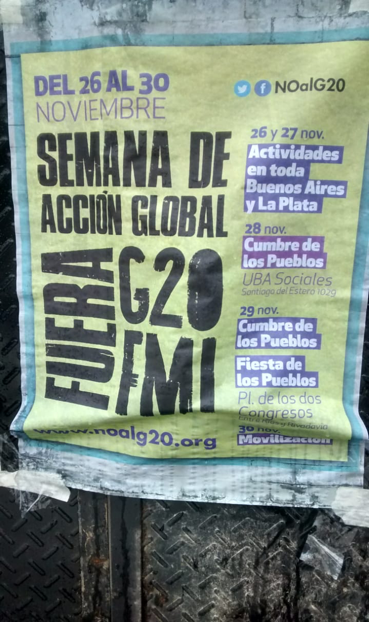 DEL 26 AL 30
NOVIEMBRE
NOalG20
SEMANA DE
ACCIÓN GLOBAL
FUERA
G20
FMI
www.noalg20.org
26 y 27 nov.
Actividades
en toda
Buenos Aires
y La Plata
28 nov.
Cumbre de
los Pueblos
UBA Sociales
Santiago del Estero 1029
29 nov.
Cumbre de
los Pueblos
Fiesta de
los Pueblos
Pl. de los dos
Congresos
30 nov.
Movilización